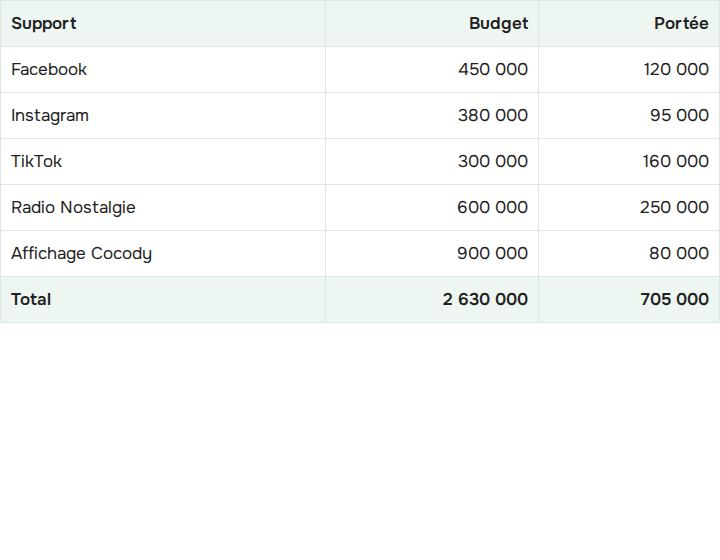 Support Budget Portée
Facebook 450 000 120 000
Instagram 380 000 95 000
TikTok 300 000 160 000
Radio Nostalgie 600 000 250 000
Affichage Cocody 900 000 80 000
Total 2 630 000 705 000